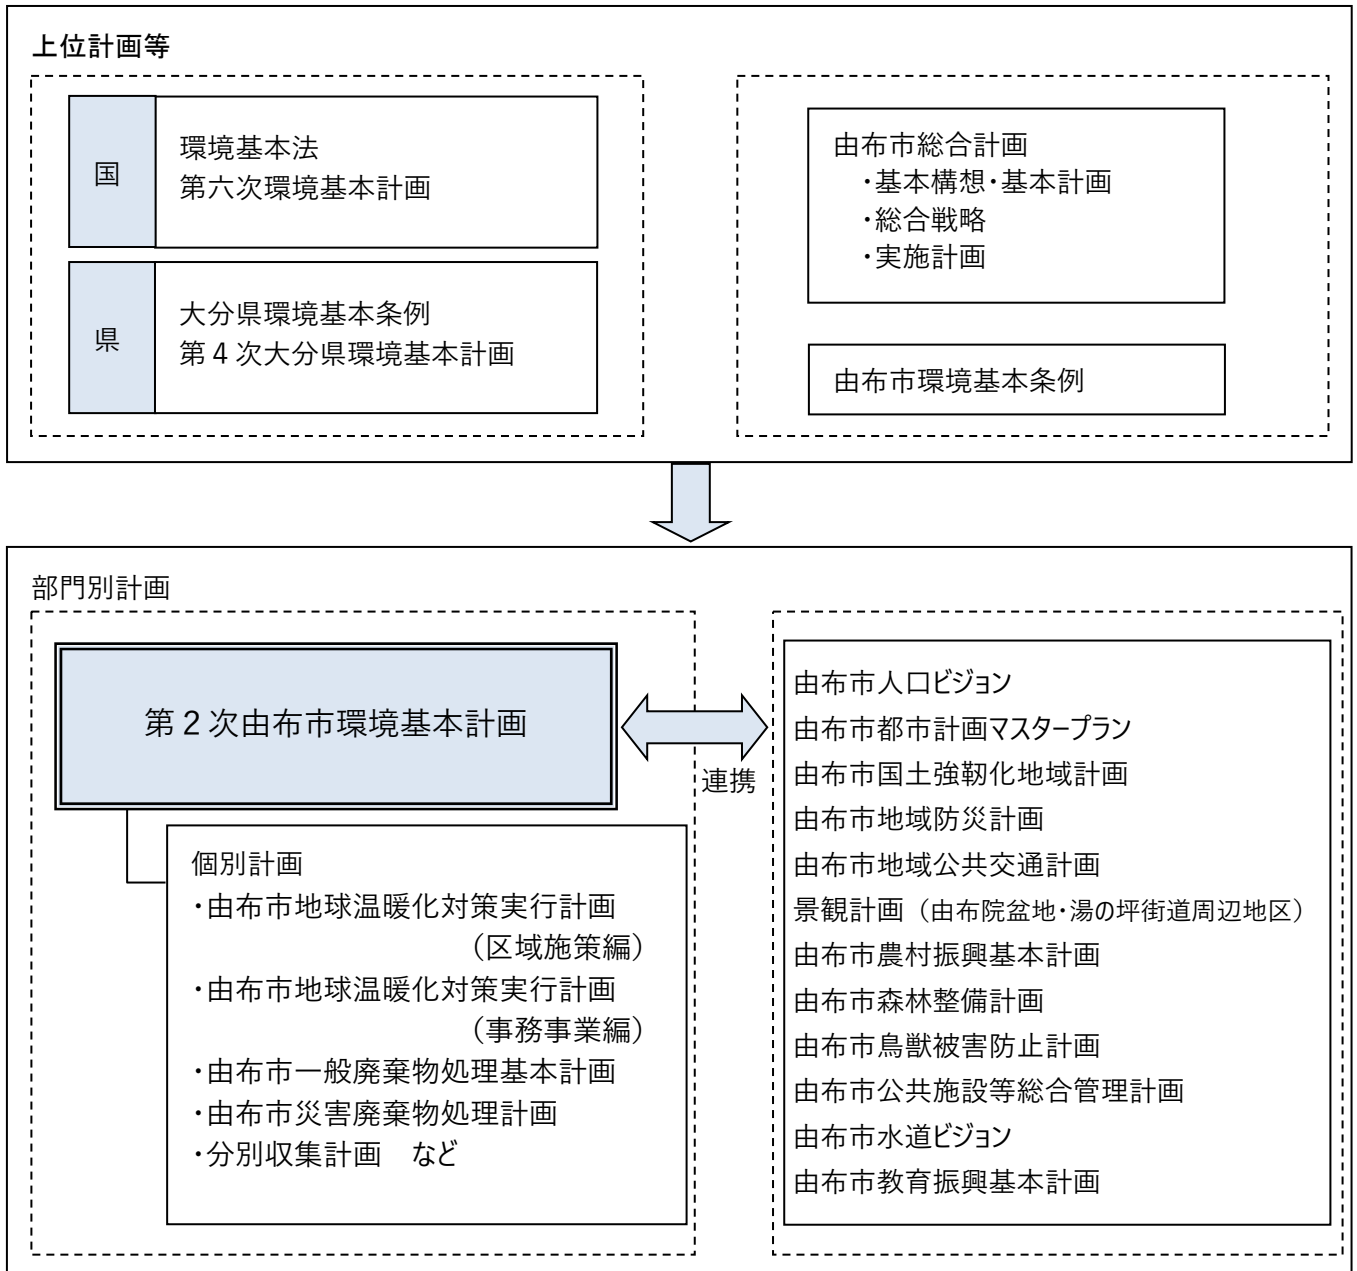 上位計画等
国
環境基本法
第六次環境基本計画
県
大分県環境基本条例
第4次大分県環境基本計画
由布市総合計画
・基本構想・基本計画
・総合戦略
・実施計画
由布市環境基本条例
部門別計画
第2次由布市環境基本計画
連携
個別計画
・由布市地球温暖化対策実行計画
（区域施策編）
・由布市地球温暖化対策実行計画
（事務事業編）
・由布市一般廃棄物処理基本計画
・由布市災害廃棄物処理計画
・分別収集計画　など
由布市人口ビジョン
由布市都市計画マスタープラン
由布市国土強靭化地域計画
由布市地域防災計画
由布市地域公共交通計画
景観計画（由布院盆地・湯の坪街道周辺地区）
由布市農村振興基本計画
由布市森林整備計画
由布市鳥獣被害防止計画
由布市公共施設等総合管理計画
由布市水道ビジョン
由布市教育振興基本計画